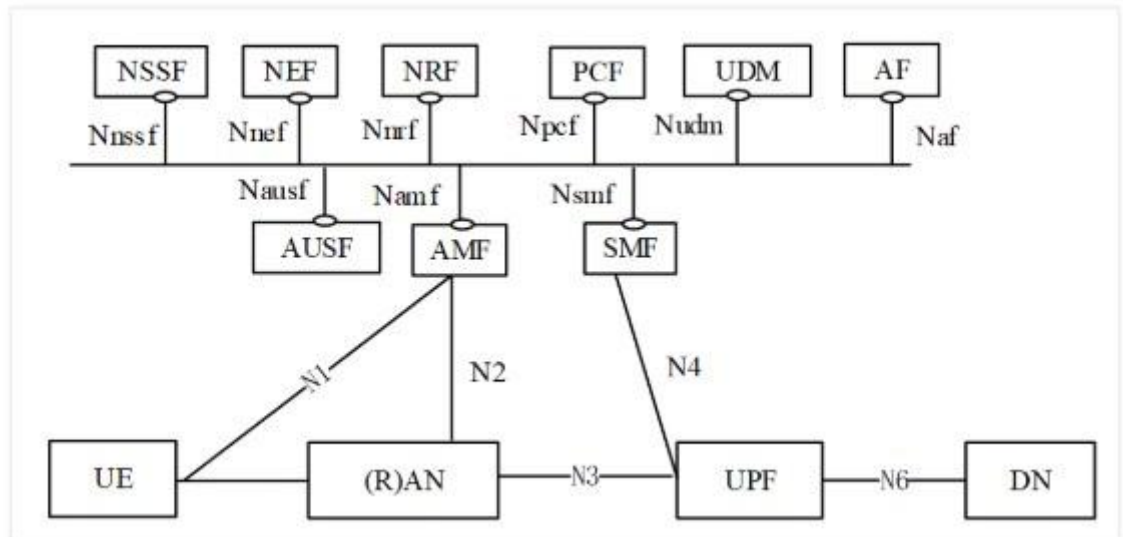 NSSF NEF NRF PCF UDM AF
Nnssf Nnef Nnrf Npcf Nudm Naf
Nausf Namf Nsmf
AUSF AMF SMF
N1 N2 N4
UE (R)AN N3 UPF N6 DN